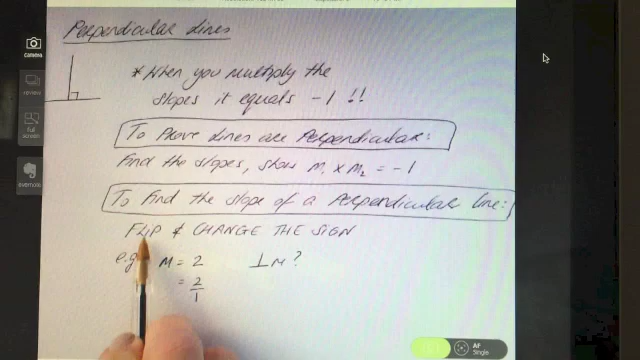 Perpendicular Lines
* When you multiply the
slopes it equals -1 !!
To Prove Lines are Perpendicular:
Find the slopes, show M₁ × M₂ = -1
To Find the slope of a Perpendicular line:
FLIP & CHANGE THE SIGN
e.g. M = 2 ⊥ M?
= 2/1
Camera
review
Full Screen
evernote
AF
Single